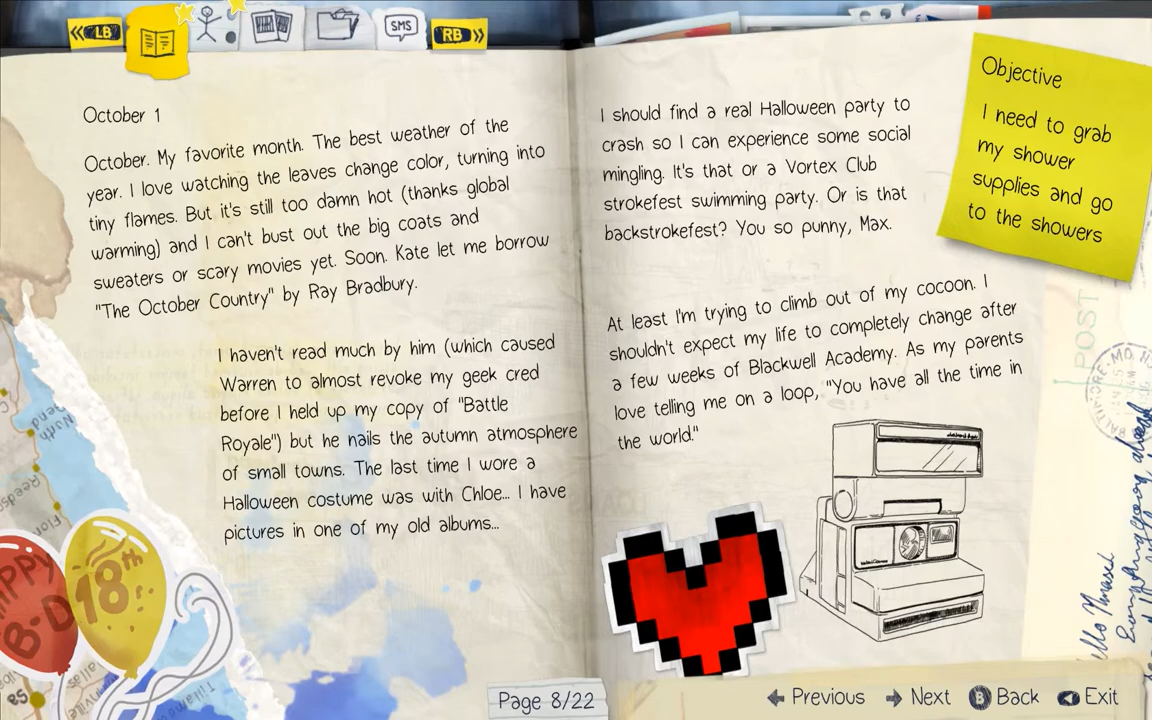 LB
SMS
RB
October 1
October. My favorite month. The best weather of the
year. I love watching the leaves change color, turning into
tiny flames. But it's still too damn hot (thanks global
warming) and I can't bust out the big coats and
sweaters or scary movies yet. Soon. Kate let me borrow
"The October Country" by Ray Bradbury.
I haven't read much by him (which caused
Warren to almost revoke my geek cred
before I held up my copy of "Battle
Royale") but he nails the autumn atmosphere
of small towns. The last time I wore a
Halloween costume was with Chloe... I have
pictures in one of my old albums...
I should find a real Halloween party to
crash so I can experience some social
mingling. It's that or a Vortex Club
strokefest swimming party. Or is that
backstrokefest? You so punny, Max.
At least I'm trying to climb out of my cocoon. I
shouldn't expect my life to completely change after
a few weeks of Blackwell Academy. As my parents
love telling me on a loop, "You have all the time in
the world."
Objective
I need to grab
my shower
supplies and go
to the showers
POST
North
Bend
18th
B-D
Page 8/22
Previous
Next
B Back
Exit